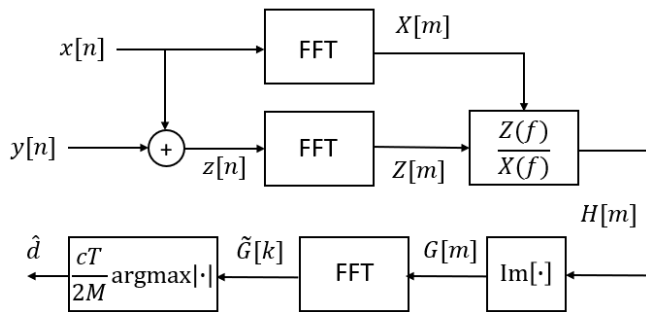 x[n]
FFT
X[m]
y[n]
+
z[n]
FFT
Z[m]
Z(f)
X(f)
H[m]
d̂
cT
2M
argmax|·|
G̃[k]
FFT
G[m]
Im[·]